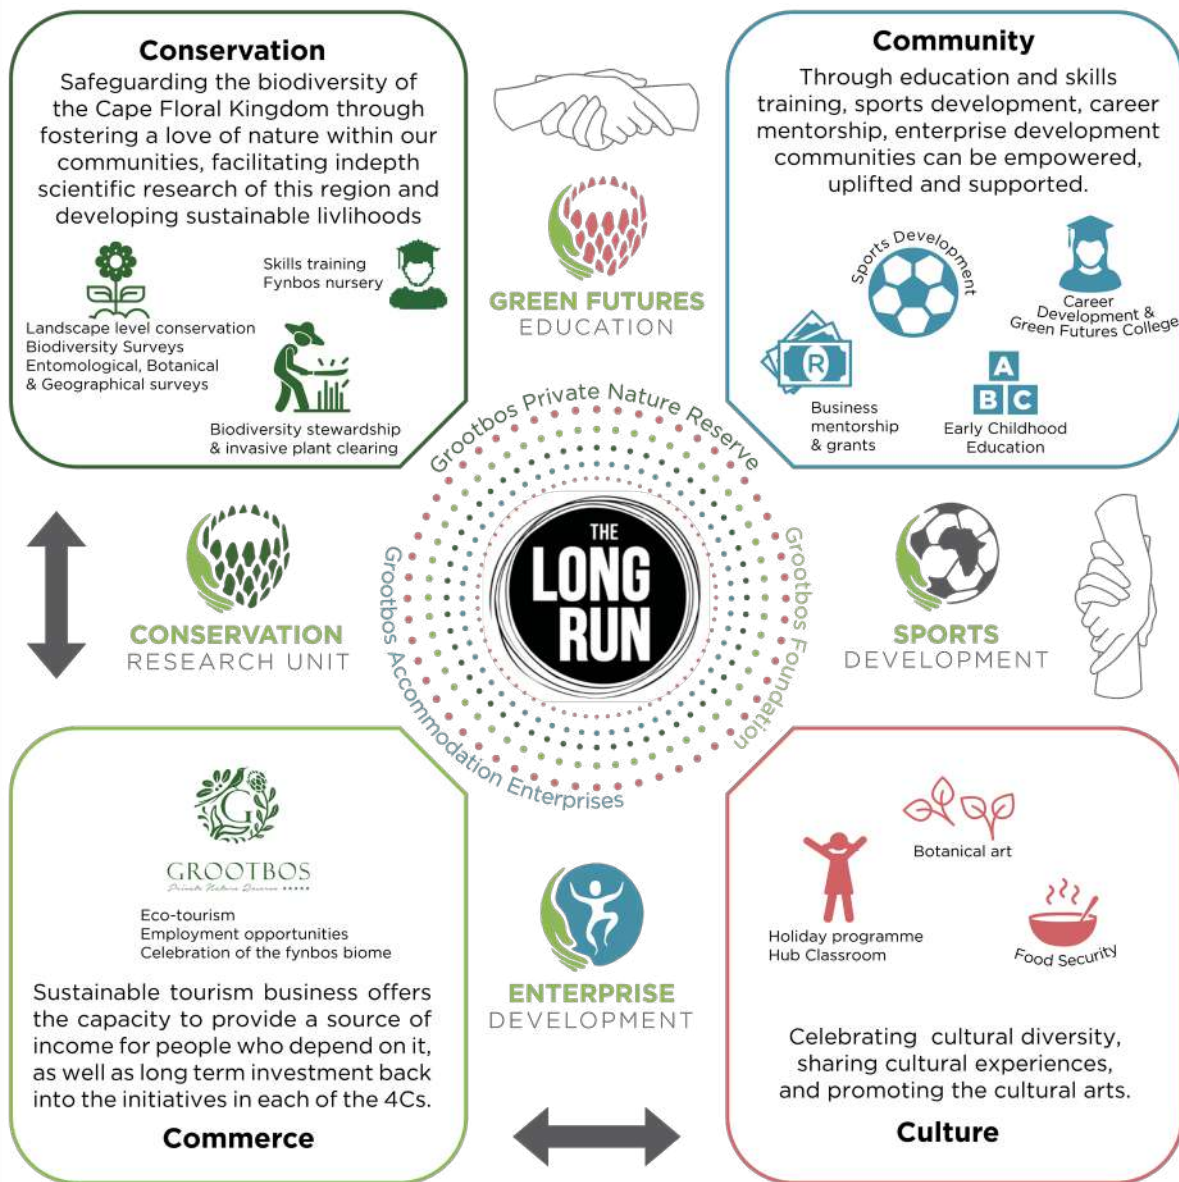 Conservation
Safeguarding the biodiversity of
the Cape Floral Kingdom through
fostering a love of nature within our
communities, facilitating indepth
scientific research of this region and
developing sustainable livlihoods
Skills training
Fynbos nursery
Landscape level conservation
Biodiversity Surveys
Entomological, Botanical
& Geographical surveys
Biodiversity stewardship
& invasive plant clearing
GREEN FUTURES
EDUCATION
Community
Through education and skills
training, sports development, career
mentorship, enterprise development
communities can be empowered,
uplifted and supported.
Sports Development
Career
Development &
Green Futures College
R
Business
mentorship
& grants
A
B C
Early Childhood
Education
CONSERVATION
RESEARCH UNIT
Grootbos Private Nature Reserve
Grootbos Foundation
Grootbos Accommodation Enterprises
THE
LONG
RUN
SPORTS
DEVELOPMENT
G
GROOTBOS
Private Nature Reserve
Eco-tourism
Employment opportunities
Celebration of the fynbos biome
Sustainable tourism business offers
the capacity to provide a source of
income for people who depend on it,
as well as long term investment back
into the initiatives in each of the 4Cs.
Commerce
ENTERPRISE
DEVELOPMENT
Botanical art
Holiday programme
Hub Classroom
Food Security
Celebrating cultural diversity,
sharing cultural experiences,
and promoting the cultural arts.
Culture